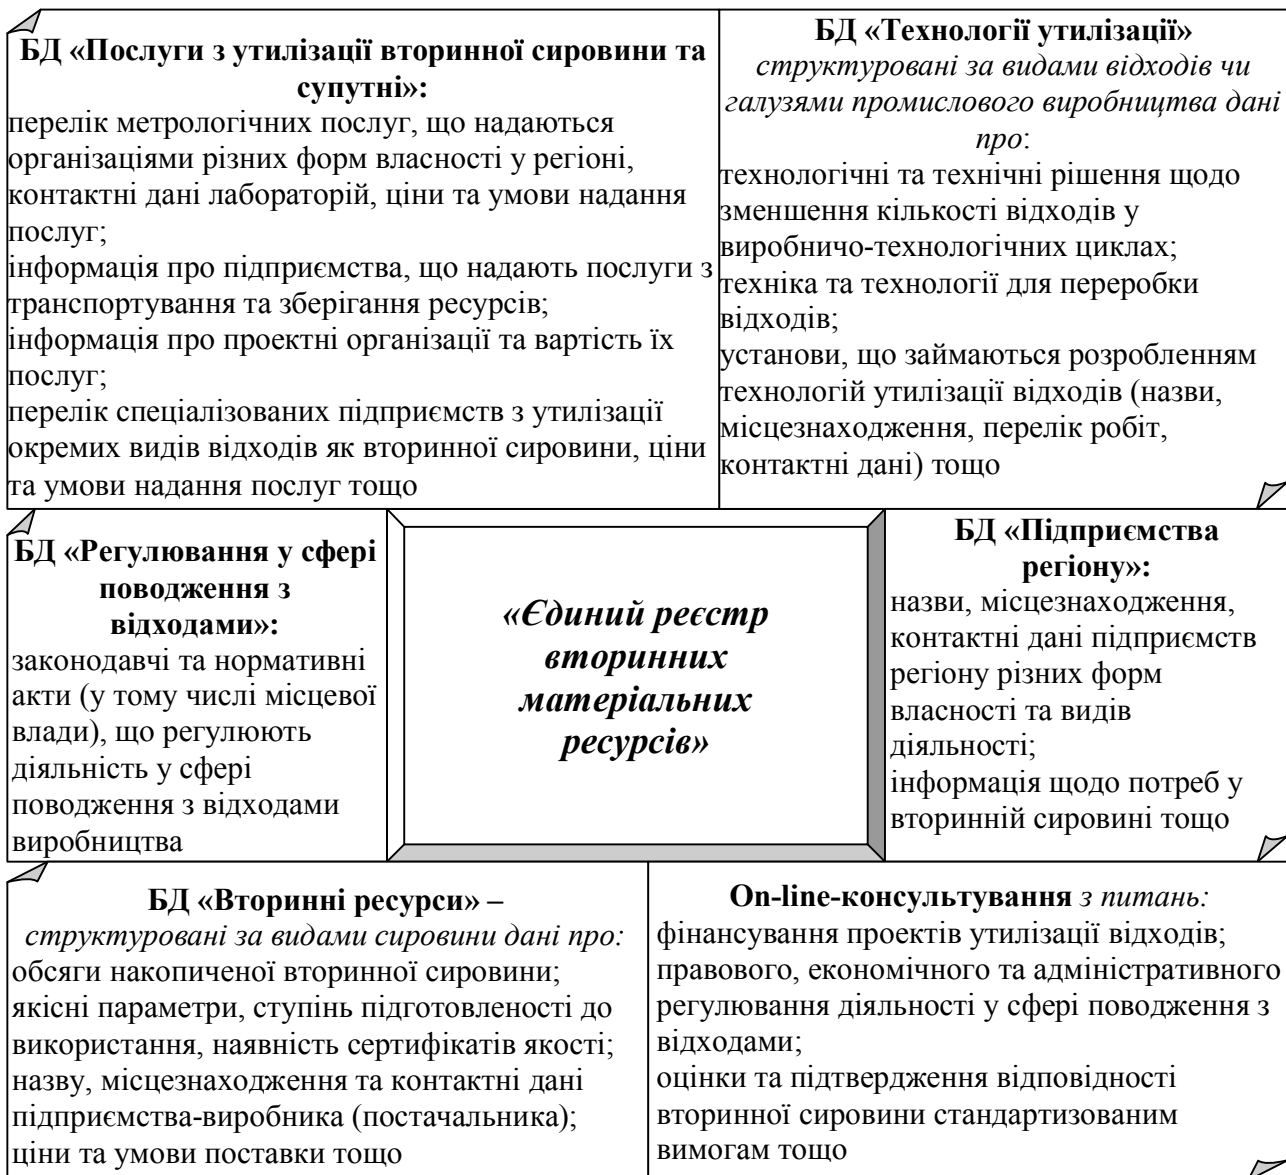 БД «Послуги з утилізації вторинної сировини та
супутні»:
перелік метрологічних послуг, що надаються
організаціями різних форм власності у регіоні,
контактні дані лабораторій, ціни та умови надання
послуг;
інформація про підприємства, що надають послуги з
транспортування та зберігання ресурсів;
інформація про проектні організації та вартість їх
послуг;
перелік спеціалізованих підприємств з утилізації
окремих видів відходів як вторинної сировини, ціни
та умови надання послуг тощо
БД «Технології утилізації»
структуровані за видами відходів чи
галузями промислового виробництва дані
про:
технологічні та технічні рішення щодо
зменшення кількості відходів у
виробничо-технологічних циклах;
техніка та технології для переробки
відходів;
установи, що займаються розробленням
технологій утилізації відходів (назви,
місцезнаходження, перелік робіт,
контактні дані) тощо
БД «Регулювання у сфері
поводження з
відходами»:
законодавчі та нормативні
акти (у тому числі місцевої
влади), що регулюють
діяльність у сфері
поводження з відходами
виробництва
«Єдиний реєстр
вторинних
матеріальних
ресурсів»
БД «Підприємства
регіону»:
назви, місцезнаходження,
контактні дані підприємств
регіону різних форм
власності та видів
діяльності;
інформація щодо потреб у
вторинній сировині тощо
БД «Вторинні ресурси» –
структуровані за видами сировини дані про:
обсяги накопиченої вторинної сировини;
якісні параметри, ступінь підготовленості до
використання, наявність сертифікатів якості;
назву, місцезнаходження та контактні дані
підприємства-виробника (постачальника);
ціни та умови поставки тощо
On-line-консультування з питань:
фінансування проектів утилізації відходів;
правового, економічного та адміністративного
регулювання діяльності у сфері поводження з
відходами;
оцінки та підтвердження відповідності
вторинної сировини стандартизованим
вимогам тощо